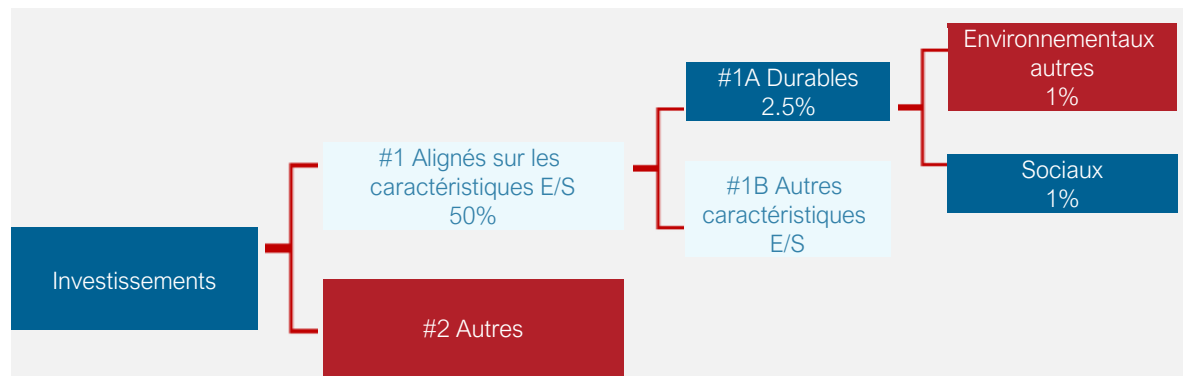 Investissements
#1 Alignés sur les
caractéristiques E/S
50%
#2 Autres
#1A Durables
2.5%
#1B Autres
caractéristiques
E/S
Environnementaux
autres
1%
Sociaux
1%